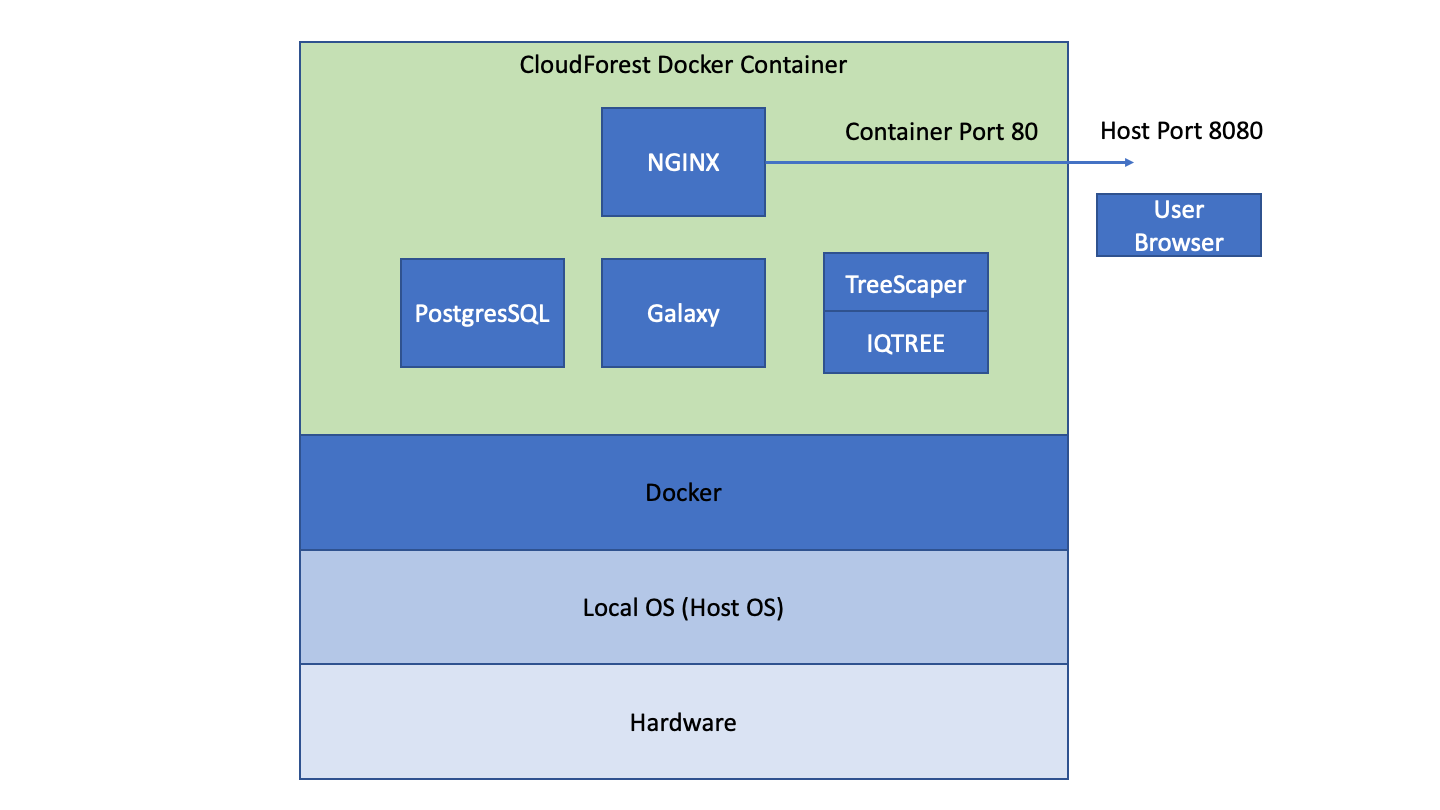 CloudForest Docker Container
NGINX
Container Port 80
Host Port 8080
User
Browser
PostgresSQL
Galaxy
TreeScaper
IQTREE
Docker
Local OS (Host OS)
Hardware